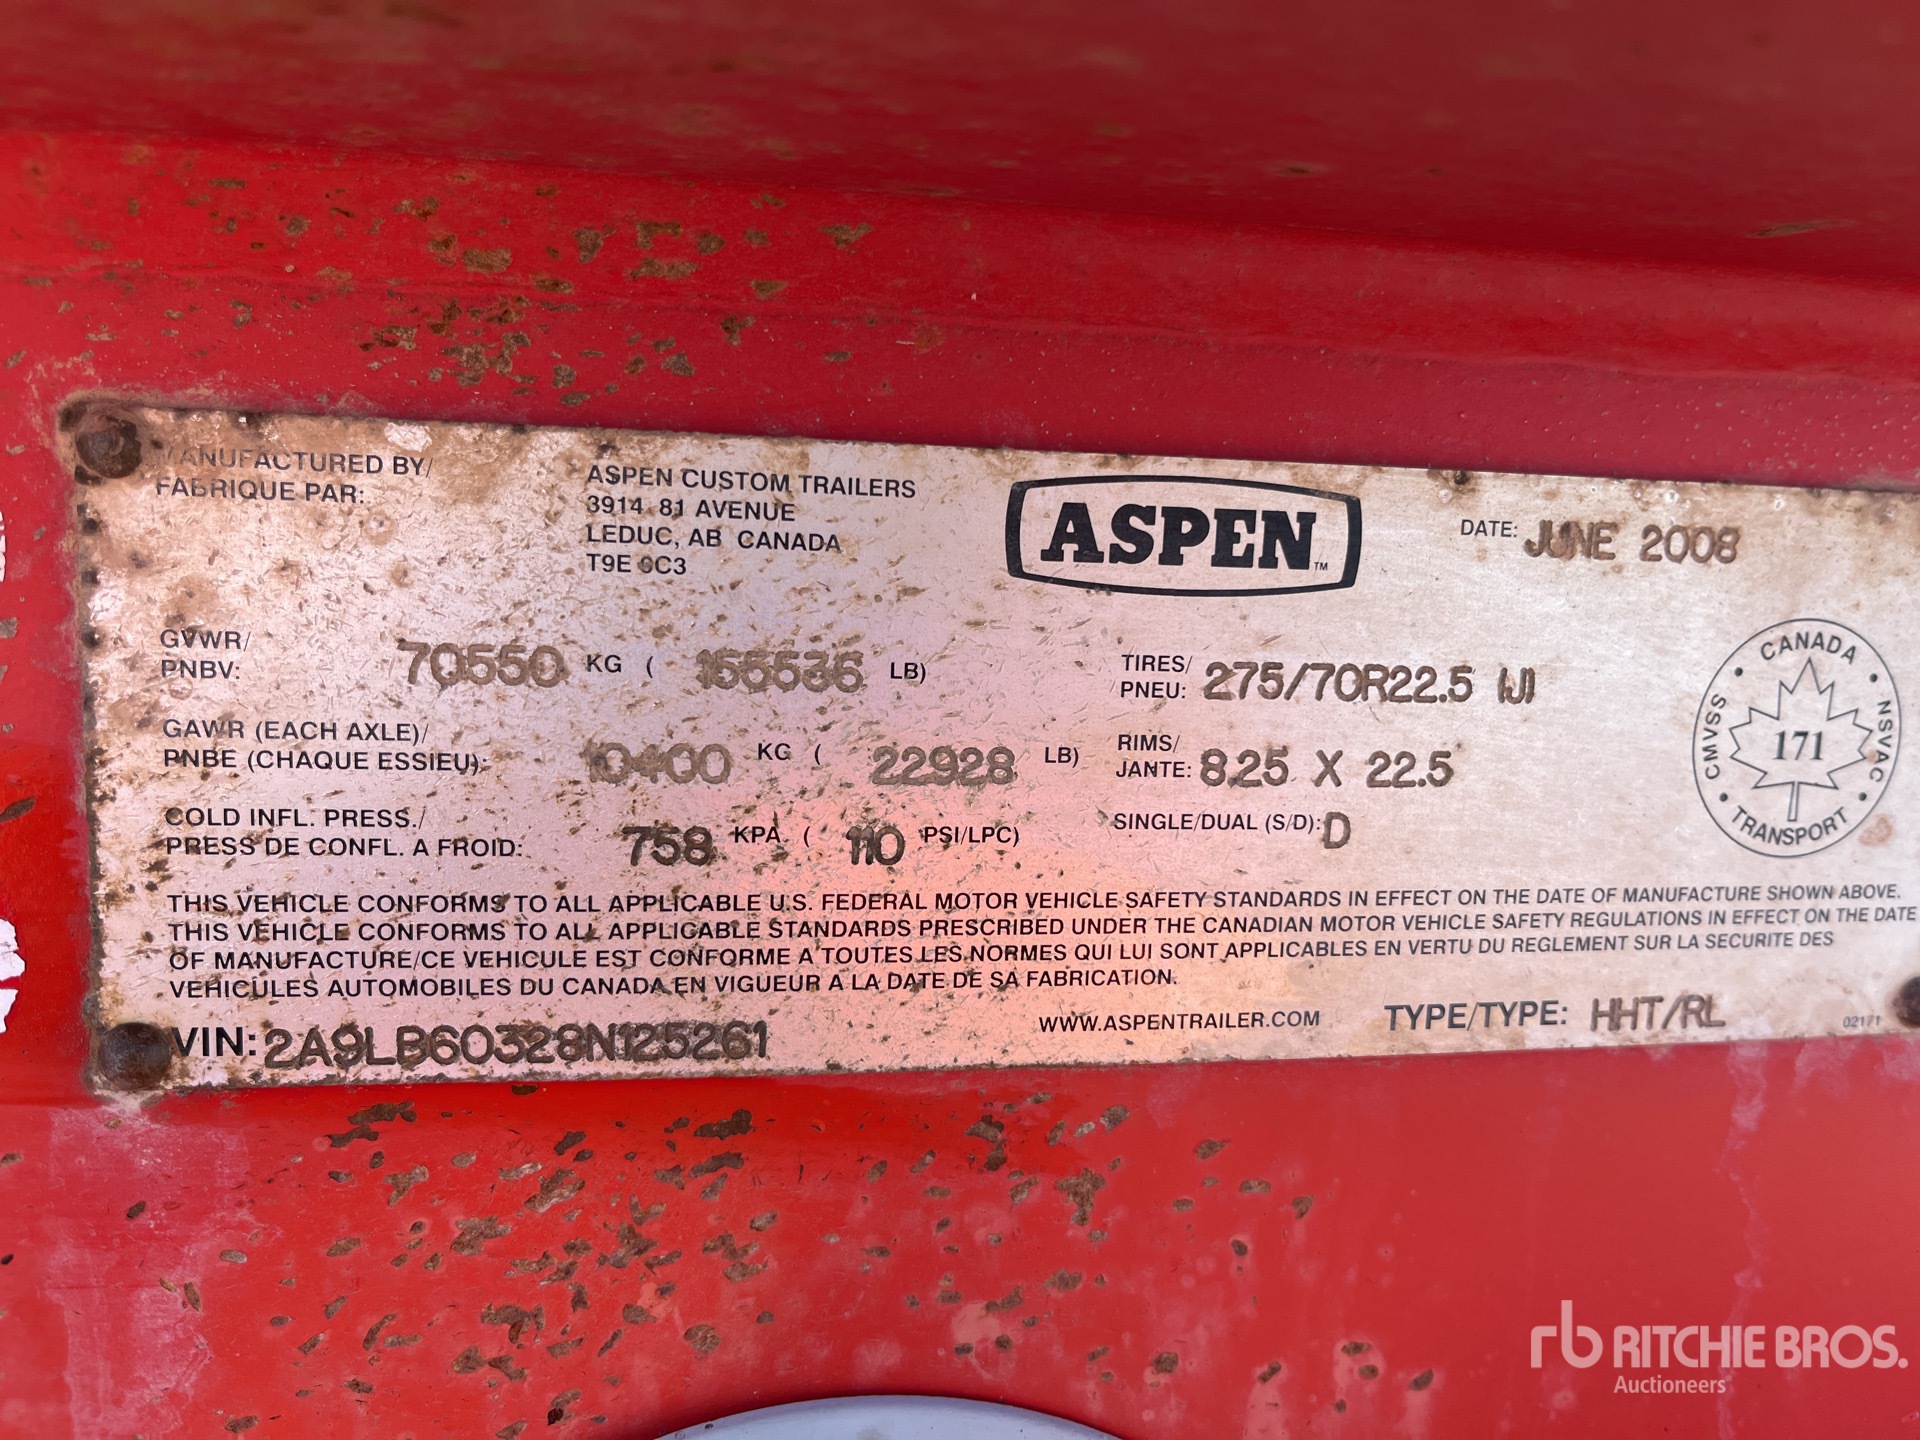 MANUFACTURED BY/
FABRIQUE PAR:
ASPEN CUSTOM TRAILERS
3914 81 AVENUE
LEDUC, AB CANADA
T9E 6C3
ASPEN™
DATE: JUNE 2008
GVWR/
PNBV: 70550 KG ( 155536 LB)
TIRES/
PNEU: 275/70R22.5 (J)
GAWR (EACH AXLE)/
PNBE (CHAQUE ESSIEU): 10400 KG ( 22928 LB)
RIMS/
JANTE: 8.25 X 22.5
COLD INFL. PRESS./
PRESS DE CONFL. A FROID: 758 KPA ( 110 PSI/LPC)
SINGLE/DUAL (S/D): D
CANADA
CMVSS • NSVAC
171
• TRANSPORT •
THIS VEHICLE CONFORMS TO ALL APPLICABLE U.S. FEDERAL MOTOR VEHICLE SAFETY STANDARDS IN EFFECT ON THE DATE OF MANUFACTURE SHOWN ABOVE.
THIS VEHICLE CONFORMS TO ALL APPLICABLE STANDARDS PRESCRIBED UNDER THE CANADIAN MOTOR VEHICLE SAFETY REGULATIONS IN EFFECT ON THE DATE
OF MANUFACTURE/CE VEHICULE EST CONFORME A TOUTES LES NORMES QUI LUI SONT APPLICABLES EN VERTU DU REGLEMENT SUR LA SECURITE DES
VEHICULES AUTOMOBILES DU CANADA EN VIGUEUR A LA DATE DE SA FABRICATION.
VIN: 2A9LB60328N125261
WWW.ASPENTRAILER.COM
TYPE/TYPE: HHT/RL
02171
rb RITCHIE BROS.
Auctioneers